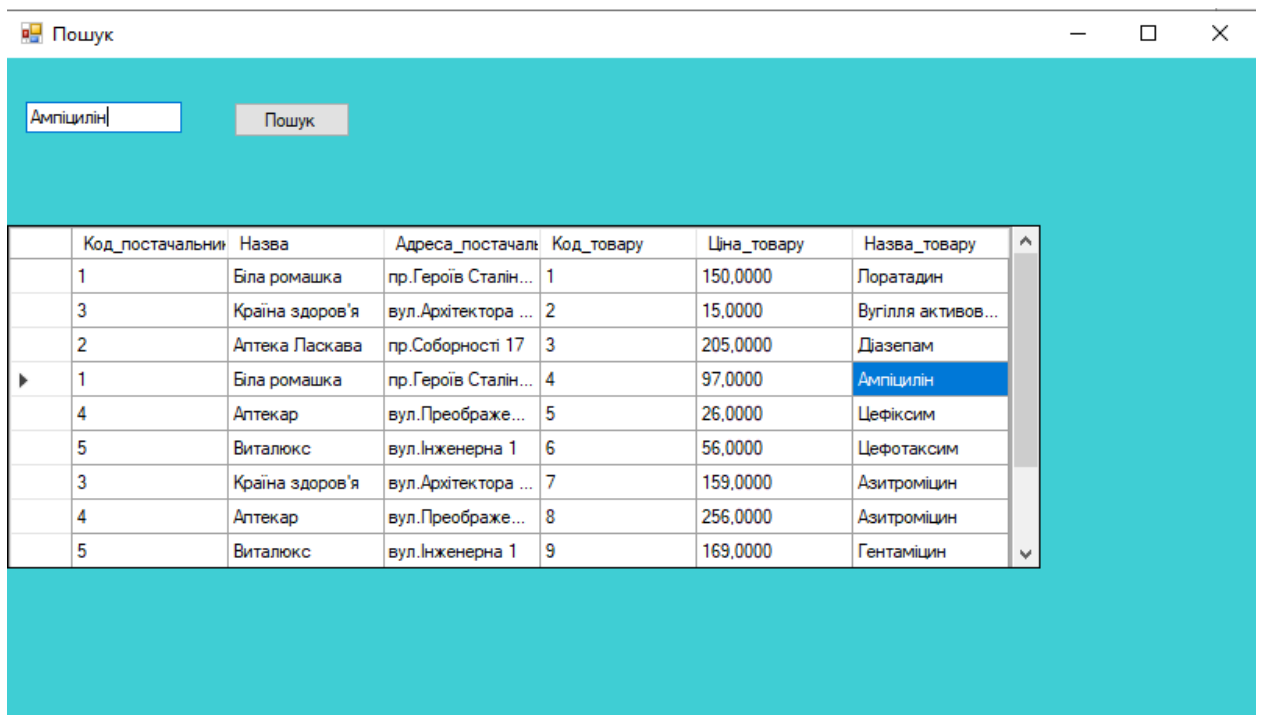 Пошук
Ампіцилін
Пошук
Код_постачальник Назва Адреса_постачаль Код_товару Ціна_товару Назва_товару
1 Біла ромашка пр.Героїв Сталін... 1 150,0000 Лоратадин
3 Країна здоров'я вул.Архітектора ... 2 15,0000 Вугілля активов...
2 Аптека Ласкава пр.Соборності 17 3 205,0000 Діазепам
1 Біла ромашка пр.Героїв Сталін... 4 97,0000 Ампіцилін
4 Аптекар вул.Преображе... 5 26,0000 Цефіксим
5 Виталюкс вул.Інженерна 1 6 56,0000 Цефотаксим
3 Країна здоров'я вул.Архітектора ... 7 159,0000 Азитроміцин
4 Аптекар вул.Преображе... 8 256,0000 Азитроміцин
5 Виталюкс вул.Інженерна 1 9 169,0000 Гентаміцин